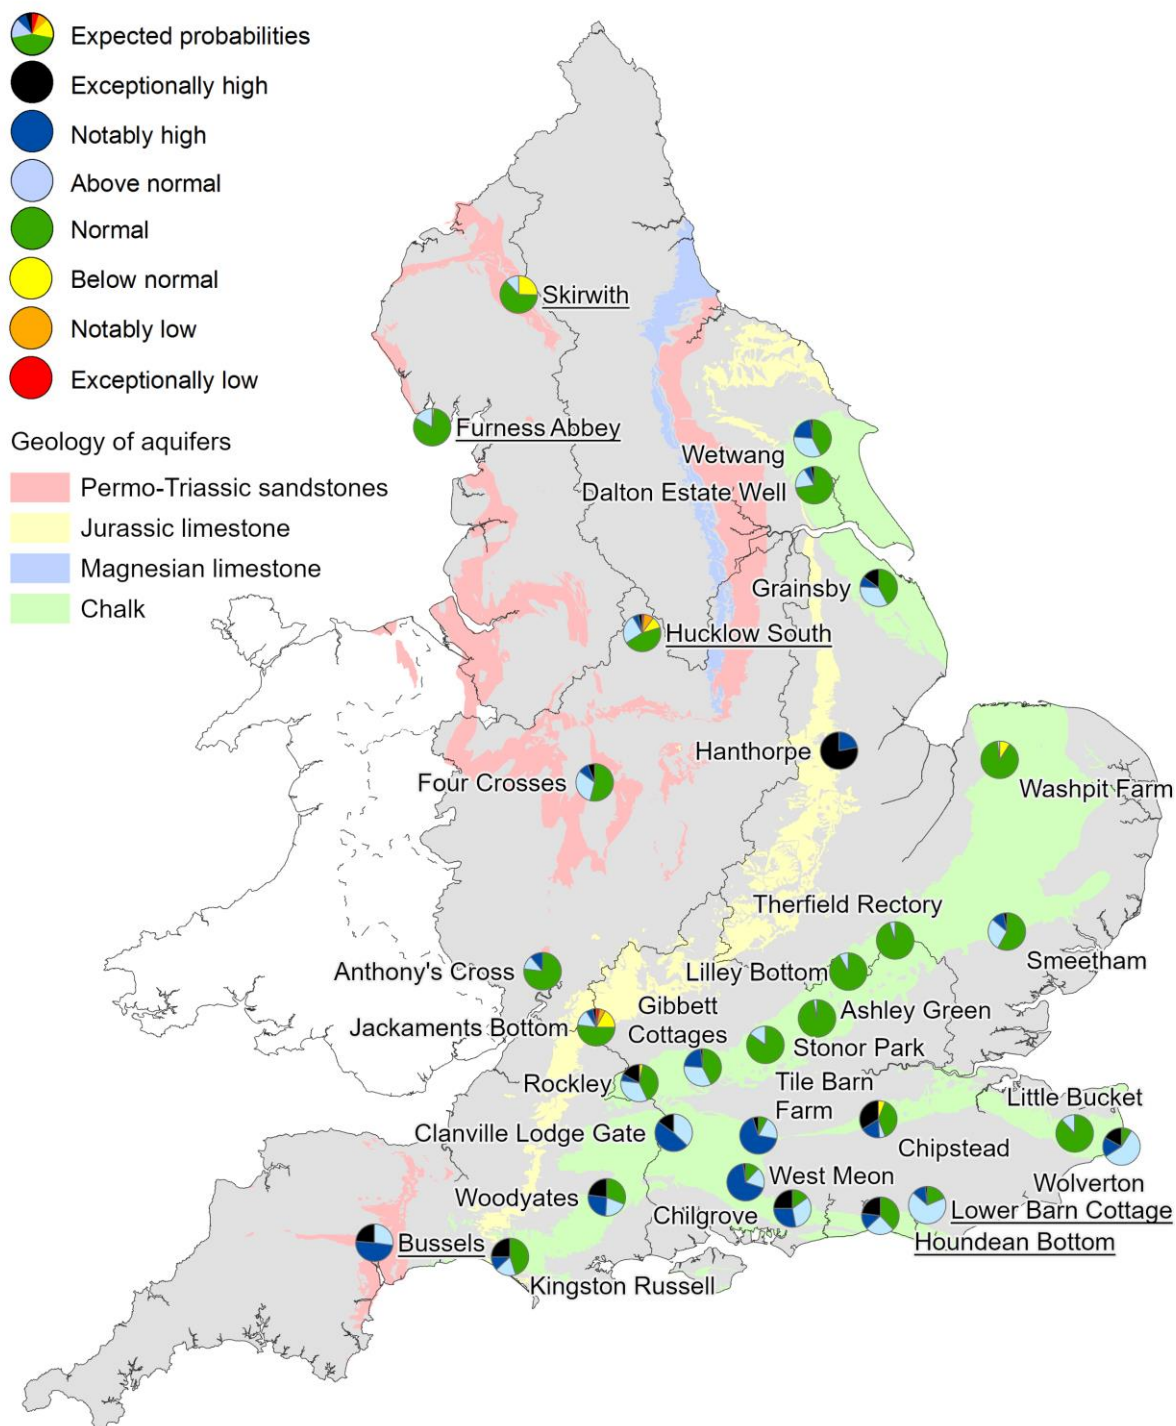 Expected probabilities
Exceptionally high
Notably high
Above normal
Normal
Below normal
Notably low
Exceptionally low
Geology of aquifers
Permo-Triassic sandstones
Jurassic limestone
Magnesian limestone
Chalk
Skirwith
Furness Abbey
Wetwang
Dalton Estate Well
Grainsby
Hucklow South
Hanthorpe
Four Crosses
Washpit Farm
Therfield Rectory
Smeetham
Anthony's Cross
Lilley Bottom
Jackaments Bottom
Gibbett
Cottages
Ashley Green
Stonor Park
Rockley
Tile Barn
Farm
Little Bucket
Clanville Lodge Gate
Chipstead
Wolverton
West Meon
Woodyates
Chilgrove
Lower Barn Cottage
Houndean Bottom
Bussels
Kingston Russell